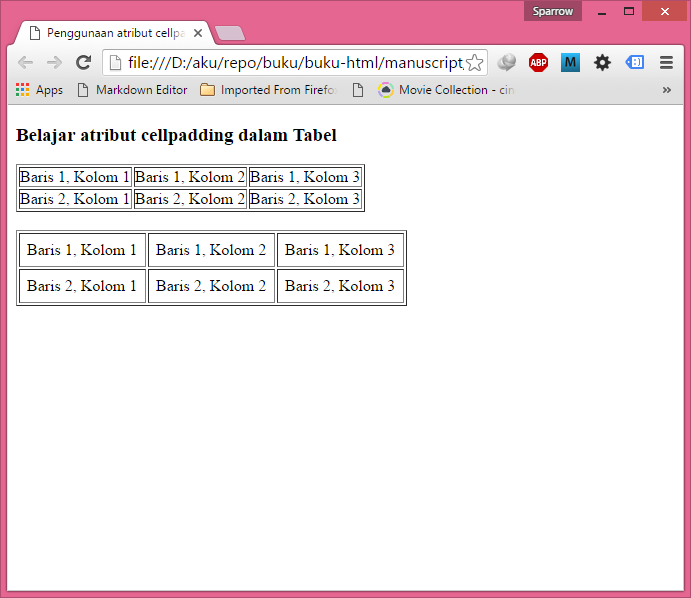 Sparrow
Penggunaan atribut cellpa
file:///D:/aku/repo/buku/buku-html/manuscript
ABP M
Apps Markdown Editor Imported From Firefo Movie Collection - cin
Belajar atribut cellpadding dalam Tabel
Baris 1, Kolom 1 Baris 1, Kolom 2 Baris 1, Kolom 3
Baris 2, Kolom 1 Baris 2, Kolom 2 Baris 2, Kolom 3
Baris 1, Kolom 1 Baris 1, Kolom 2 Baris 1, Kolom 3
Baris 2, Kolom 1 Baris 2, Kolom 2 Baris 2, Kolom 3